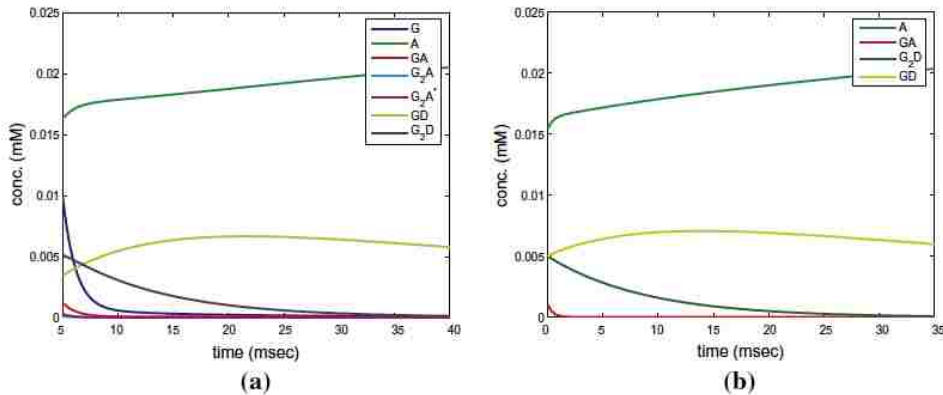 0.025
0.02
0.015
0.01
0.005
0
conc. (mM)
5 10 15 20 25 30 35 40
time (msec)
G
A
GA
G₂A
G₂A*
GD
G₂D
(a)
0.025
0.02
0.015
0.01
0.005
0
conc. (mM)
0 5 10 15 20 25 30 35
time (msec)
A
GA
G₂D
GD
(b)